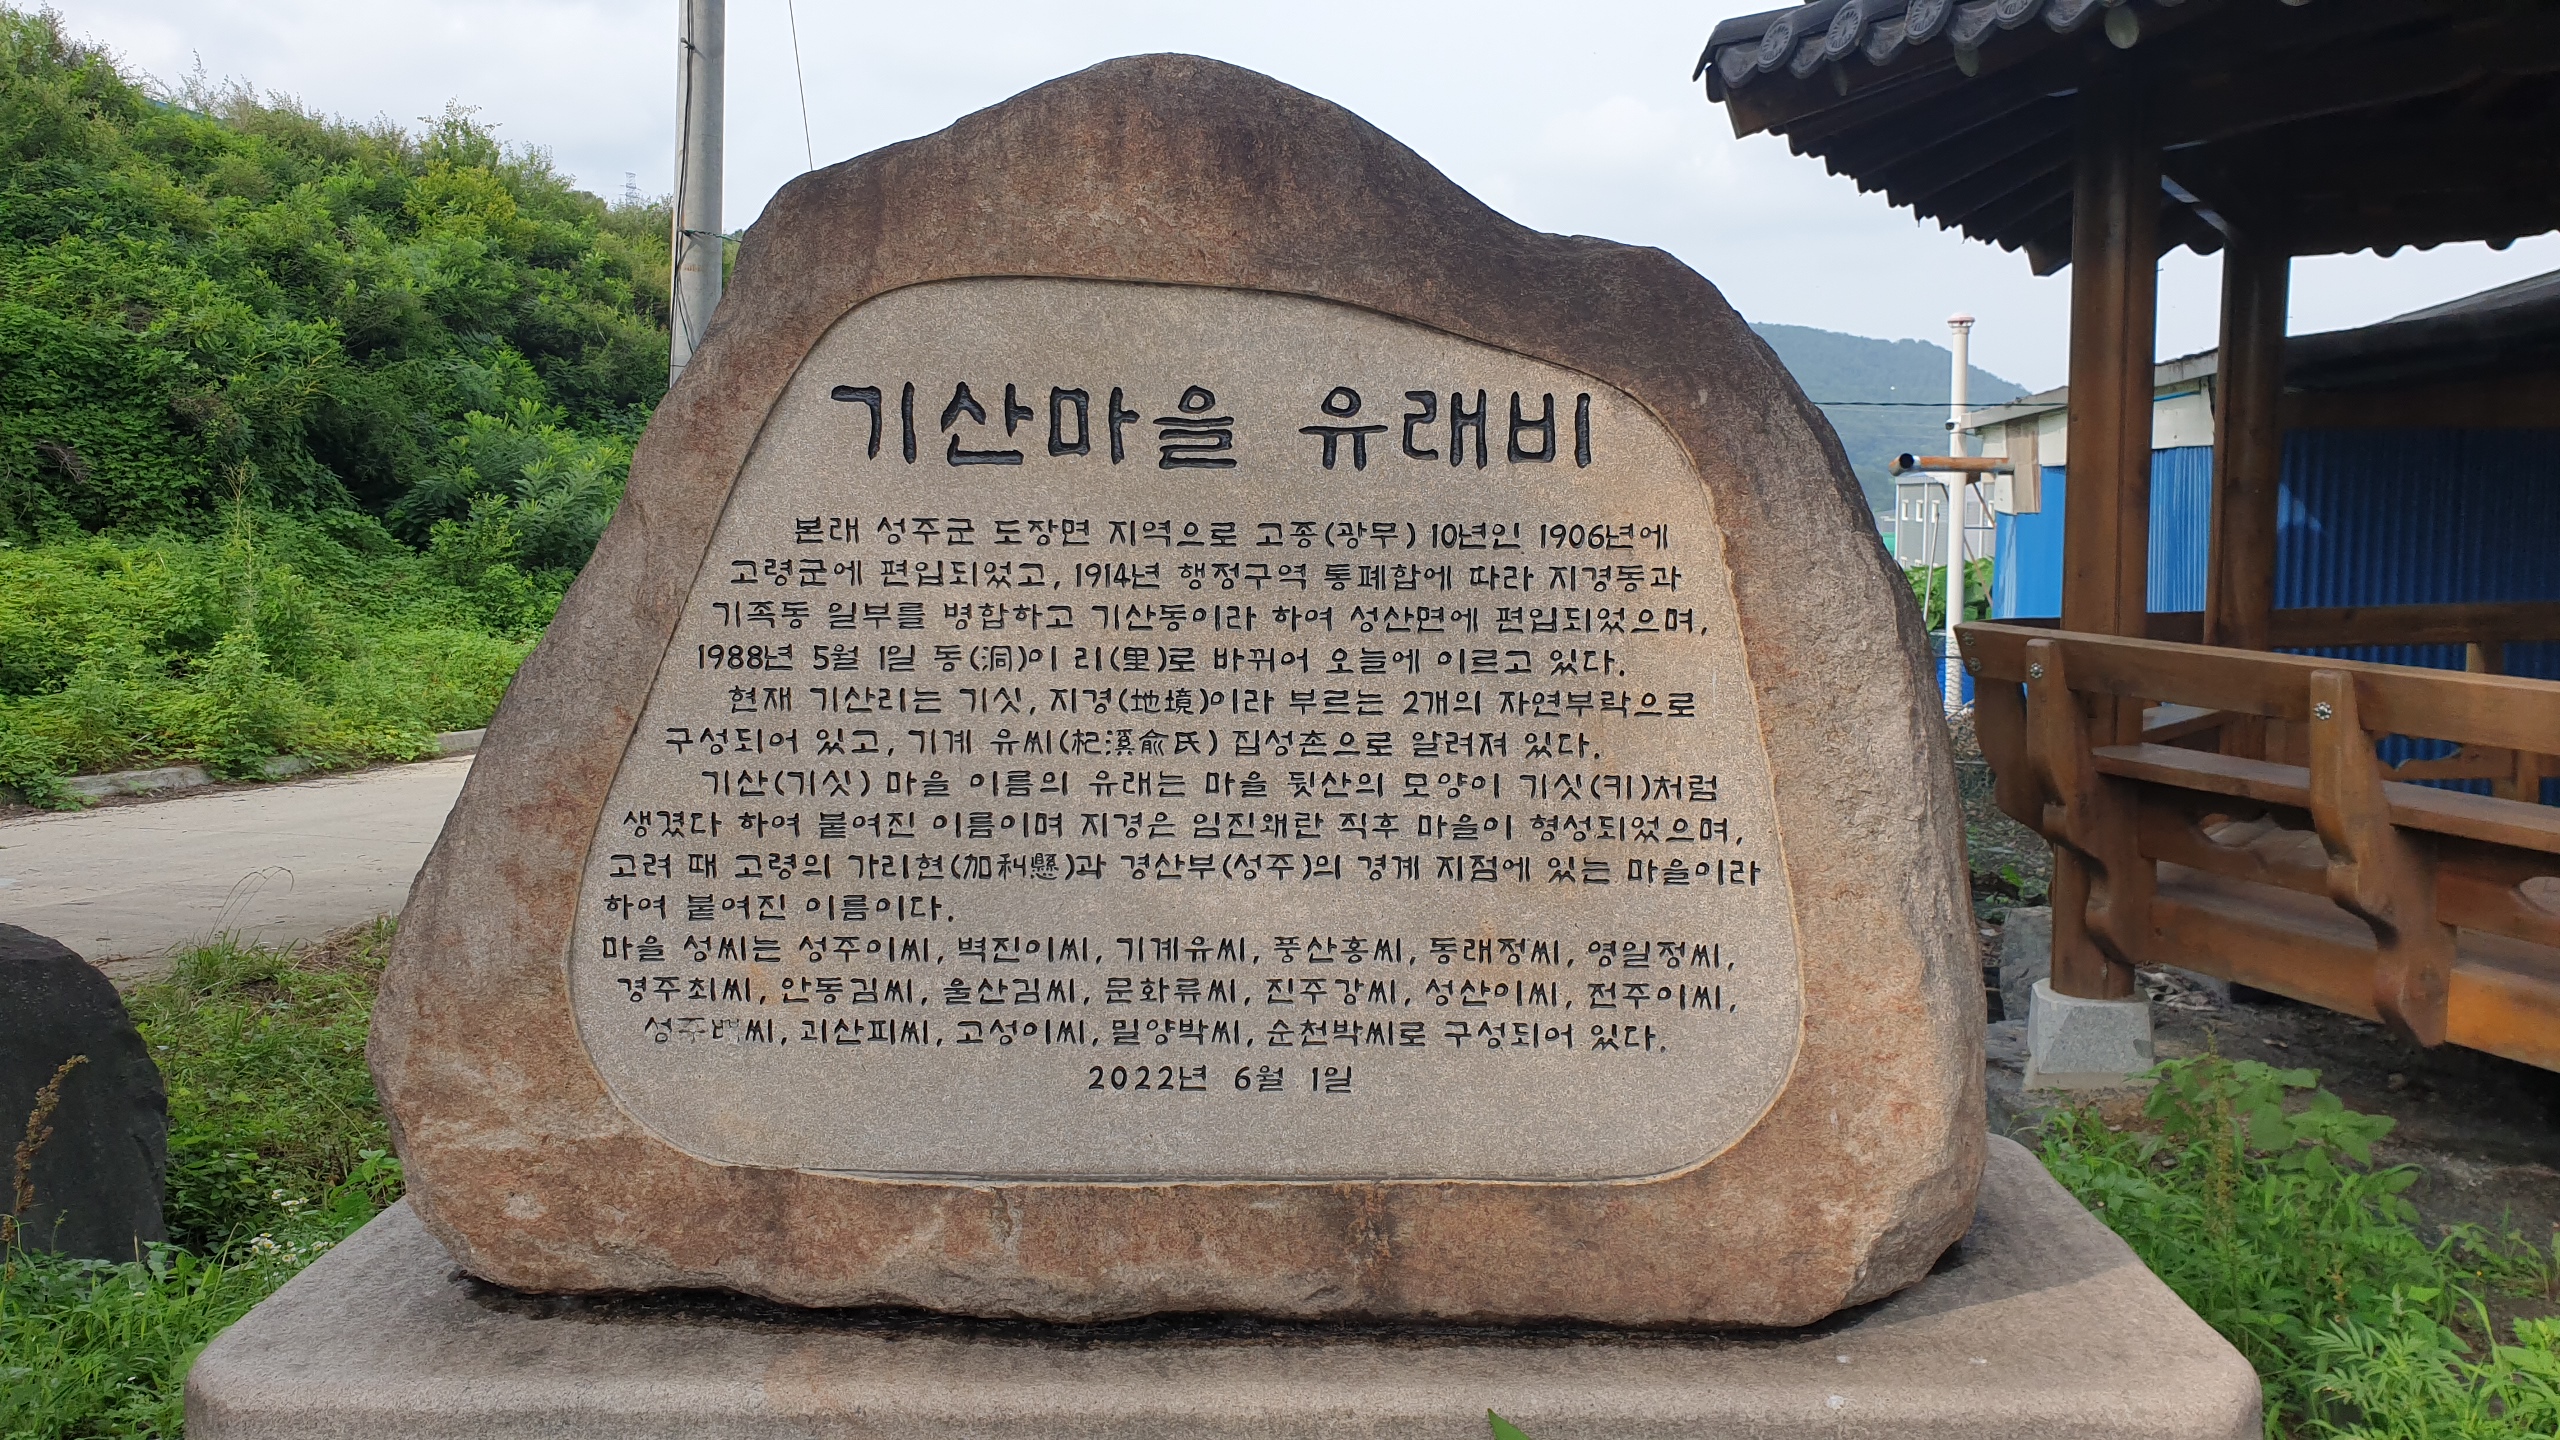 기산마을 유래비
본래 성주군 도장면 지역으로 고종(광무) 10년인 1906년에
고령군에 편입되었고, 1914년 행정구역 통폐합에 따라 지경동과
기족동 일부를 병합하고 기산동이라 하여 성산면에 편입되었으며,
1988년 5월 1일 동(洞)이 리(里)로 바뀌어 오늘에 이르고 있다.
현재 기산리는 기싯, 지경(地境)이라 부르는 2개의 자연부락으로
구성되어 있고, 기계 유씨(杞溪兪氏) 집성촌으로 알려져 있다.
기산(기싯) 마을 이름의 유래는 마을 뒷산의 모양이 기싯(키)처럼
생겼다 하여 붙여진 이름이며 지경은 임진왜란 직후 마을이 형성되었으며,
고려 때 고령의 가리현(加利懸)과 경산부(성주)의 경계 지점에 있는 마을이라
하여 붙여진 이름이다.
마을 성씨는 성주이씨, 벽진이씨, 기계유씨, 풍산홍씨, 동래정씨, 영일정씨,
경주최씨, 안동김씨, 울산김씨, 문화류씨, 진주강씨, 성산이씨, 전주이씨,
괴산피씨, 고성이씨, 밀양박씨, 순천박씨로 구성되어 있다.
2022년 6월 1일